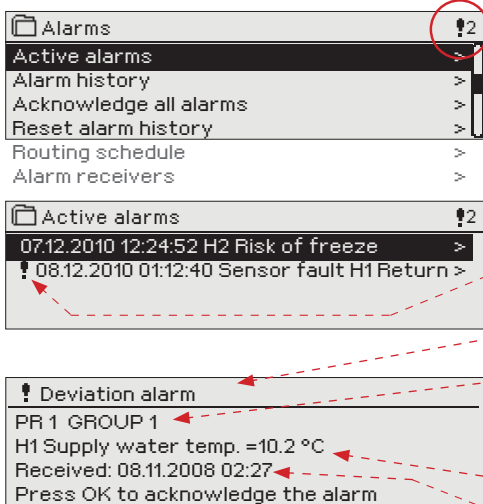 Alarms 2
Active alarms >
Alarm history >
Acknowledge all alarms >
Reset alarm history >
Routing schedule >
Alarm receivers >
Active alarms 2
07.12.2010 12:24:52 H2 Risk of freeze >
! 08.12.2010 01:12:40 Sensor fault H1 Return >
! Deviation alarm
PR 1 GROUP 1
H1 Supply water temp. =10.2 °C
Received: 08.11.2008 02:27
Press OK to acknowledge the alarm